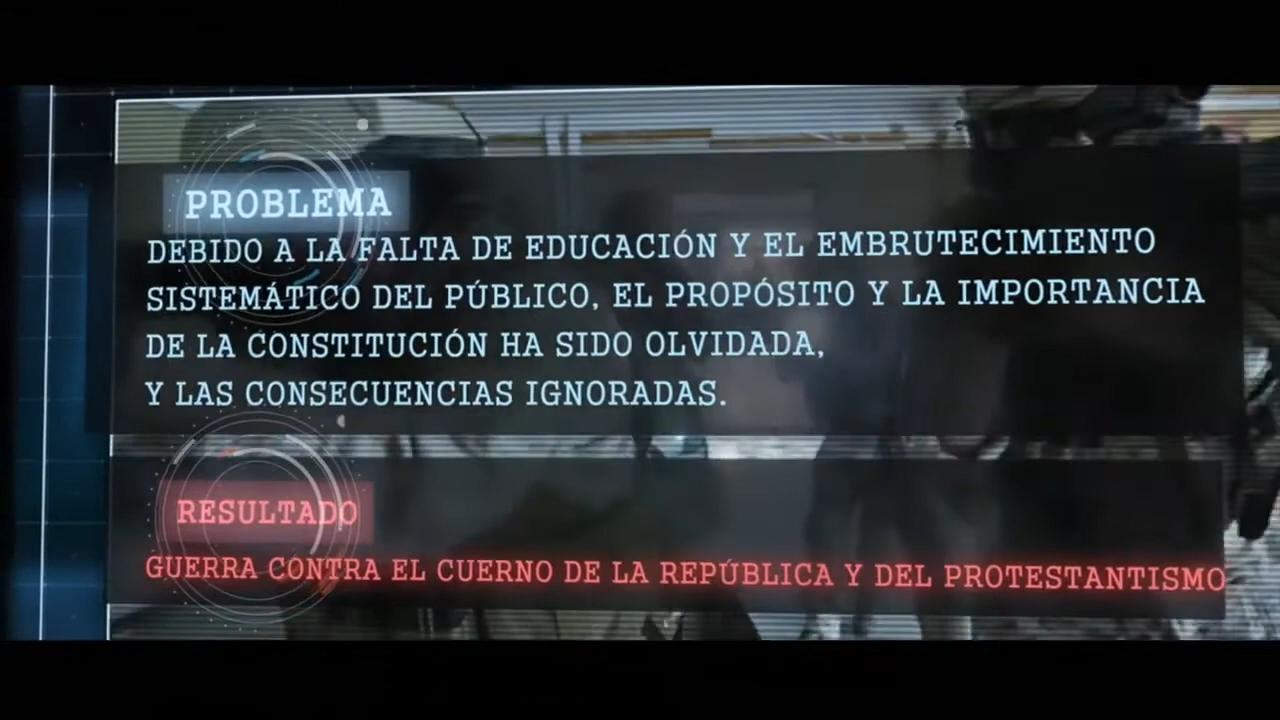 PROBLEMA
DEBIDO A LA FALTA DE EDUCACIÓN Y EL EMBRUTECIMIENTO
SISTEMÁTICO DEL PÚBLICO, EL PROPÓSITO Y LA IMPORTANCIA
DE LA CONSTITUCIÓN HA SIDO OLVIDADA,
Y LAS CONSECUENCIAS IGNORADAS.
RESULTADO
GUERRA CONTRA EL CUERNO DE LA REPÚBLICA Y DEL PROTESTANTISMO